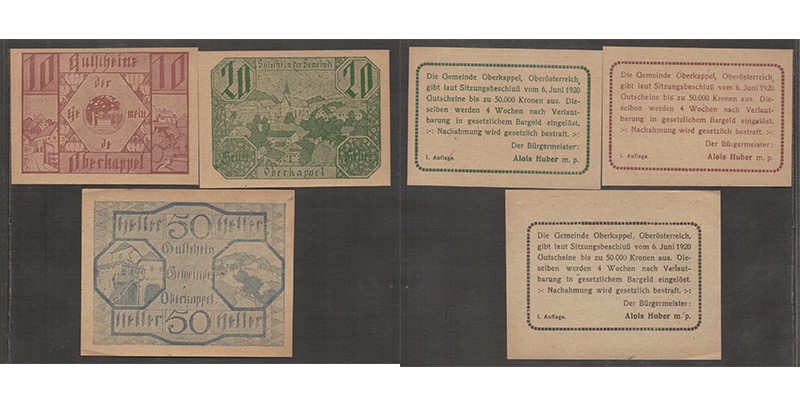 10 Gutscheine 10
der
Ge mein
de
Oberkappel
Gutschein der Gemeinde
20 20
Heller Heller
Oberkappel
Heller 50 Heller
Gutschein
Gemeinde
Oberkappel
Heller 50 Heller
Die Gemeinde Oberkappel, Oberösterreich,
gibt laut Sitzungsbeschluß vom 6. Juni 1920
Gutscheine bis zu 50.000 Kronen aus. Die-
selben werden 4 Wochen nach Verlaut-
barung in gesetzlichem Bargeld eingelöst.
:-: Nachahmung wird gesetzlich bestraft. :-:
Der Bürgermeister:
1. Auflage. Alois Huber m. p.
Die Gemeinde Oberkappel, Oberösterreich,
gibt laut Sitzungsbeschluß vom 6. Juni 1920
Gutscheine bis zu 50.000 Kronen aus. Die-
selben werden 4 Wochen nach Verlaut-
barung in gesetzlichem Bargeld eingelöst.
:-: Nachahmung wird gesetzlich bestraft. :-:
Der Bürgermeister:
1. Auflage. Alois Huber m. p.
Die Gemeinde Oberkappel, Oberösterreich,
gibt laut Sitzungsbeschluß vom 6. Juni 1920
Gutscheine bis zu 50.000 Kronen aus. Die-
selben werden 4 Wochen nach Verlaut-
barung in gesetzlichem Bargeld eingelöst.
:-: Nachahmung wird gesetzlich bestraft. :-:
Der Bürgermeister:
1. Auflage. Alois Huber m. p.